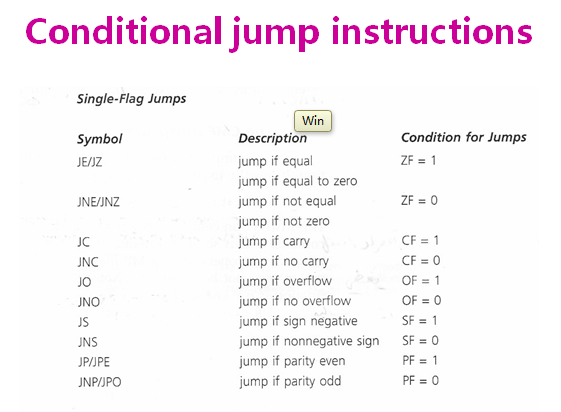 Conditional jump instructions
Single-Flag Jumps
Win
Symbol Description Condition for Jumps
JE/JZ jump if equal ZF = 1
jump if equal to zero
JNE/JNZ jump if not equal ZF = 0
jump if not zero
JC jump if carry CF = 1
JNC jump if no carry CF = 0
JO jump if overflow OF = 1
JNO jump if no overflow OF = 0
JS jump if sign negative SF = 1
JNS jump if nonnegative sign SF = 0
JP/JPE jump if parity even PF = 1
JNP/JPO jump if parity odd PF = 0